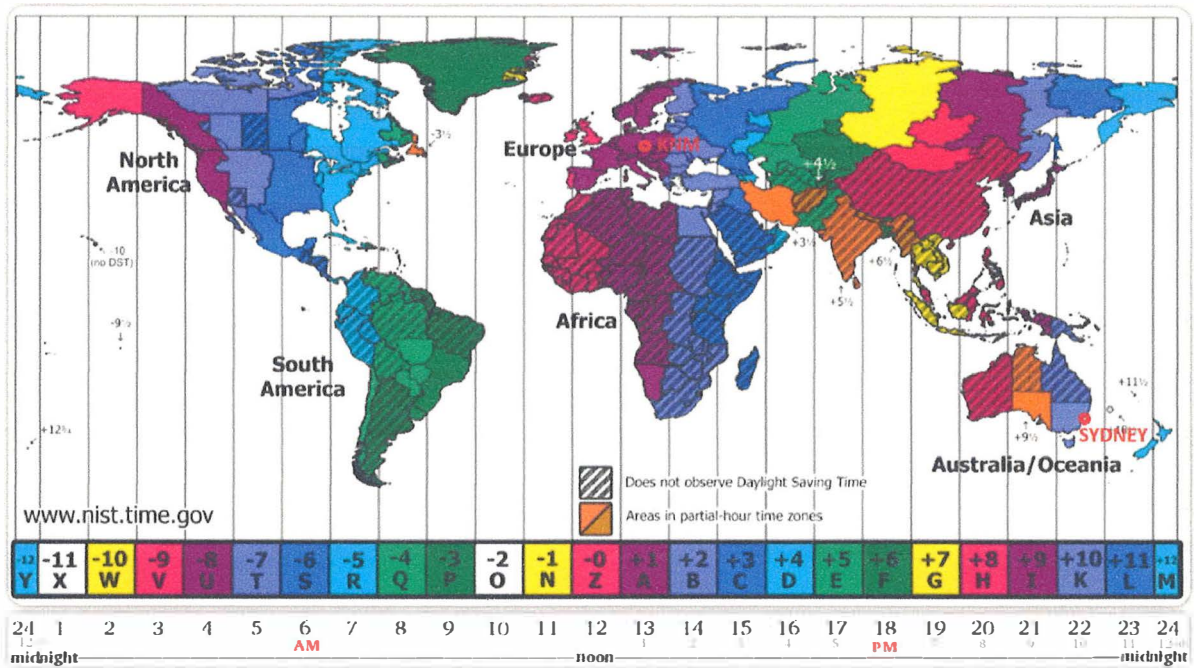 -3½
North
America
Europe
KNM
+4½
Asia
-10
(no DST)
+3½
+6½
+5½
-9½
Africa
South
America
+11½
+12¾
+9½
SYDNEY
Australia/Oceania
Does not observe Daylight Saving Time
Areas in partial-hour time zones
www.nist.time.gov
-12 -11 -10 -9 -8 -7 -6 -5 -4 -3 -2 -1 -0 +1 +2 +3 +4 +5 +6 +7 +8 +9 +10 +11 +12
Y X W V U T S R Q P O N Z A B C D E F G H I K L M
24 1 2 3 4 5 6 7 8 9 10 11 12 13 14 15 16 17 18 19 20 21 22 23 24
AM PM
midnight noon midnight